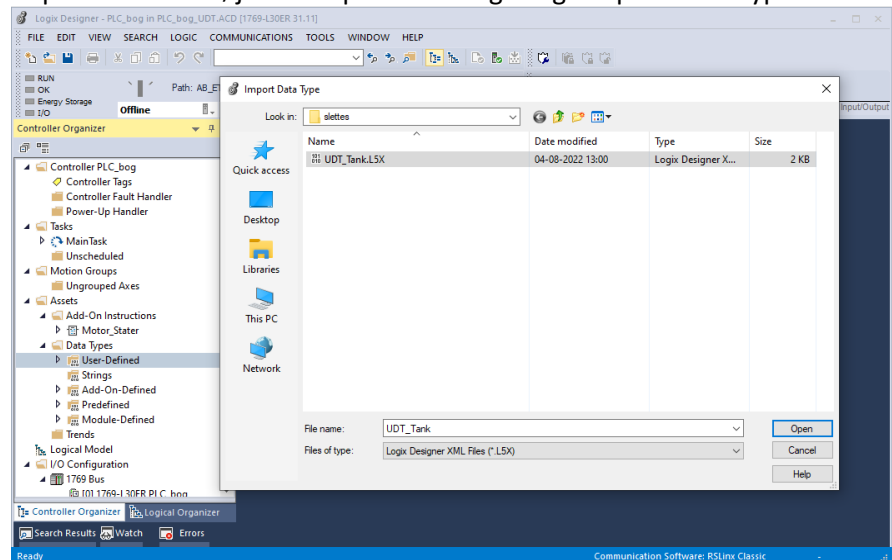 Logix Designer - PLC_bog in PLC_bog_UDT.ACD [1769-L30ER 31.11]
FILE EDIT VIEW SEARCH LOGIC COMMUNICATIONS TOOLS WINDOW HELP
RUN
OK
Energy Storage
I/O
Offline
Path: AB_E
Input/Output
Controller Organizer
Controller PLC_bog
Controller Tags
Controller Fault Handler
Power-Up Handler
Tasks
MainTask
Unscheduled
Motion Groups
Ungrouped Axes
Assets
Add-On Instructions
Motor_Stater
Data Types
User-Defined
Strings
Add-On-Defined
Predefined
Module-Defined
Trends
Logical Model
I/O Configuration
1769 Bus
[0] 1769-L30ER PLC_bog
Controller Organizer Logical Organizer
Search Results Watch Errors
Ready
Communication Software: RSLinx Classic
Import Data Type
Look in: slettes
Quick access
Desktop
Libraries
This PC
Network
Name Date modified Type Size
UDT_Tank.L5X 04-08-2022 13:00 Logix Designer X... 2 KB
File name: UDT_Tank Open
Files of type: Logix Designer XML Files (*.L5X) Cancel
Help